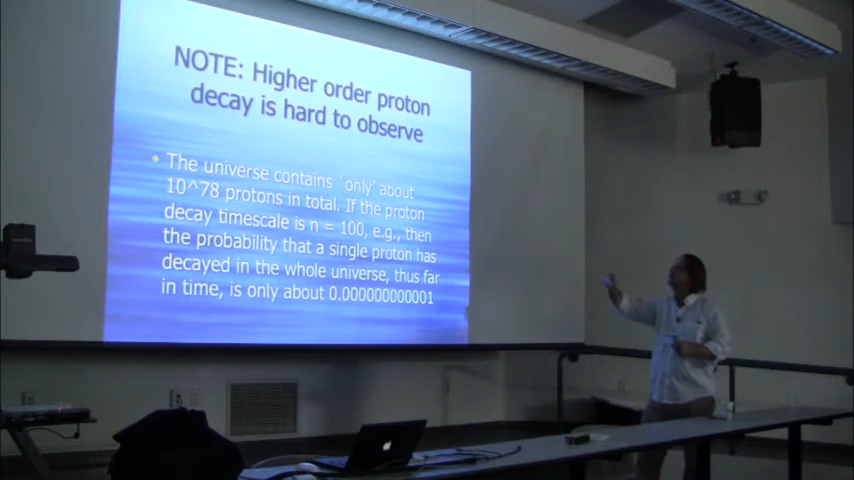 NOTE: Higher order proton
decay is hard to observe
The universe contains `only' about
10^78 protons in total. If the proton
decay timescale is n = 100, e.g., then
the probability that a single proton has
decayed in the whole universe, thus far
in time, is only about 0.000000000001